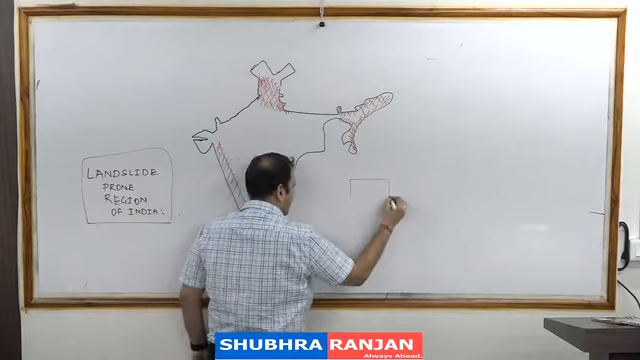 LANDSLIDE
PRONE
REGION
OF INDIA:
SHUBHRA RANJAN
Always Ahead.